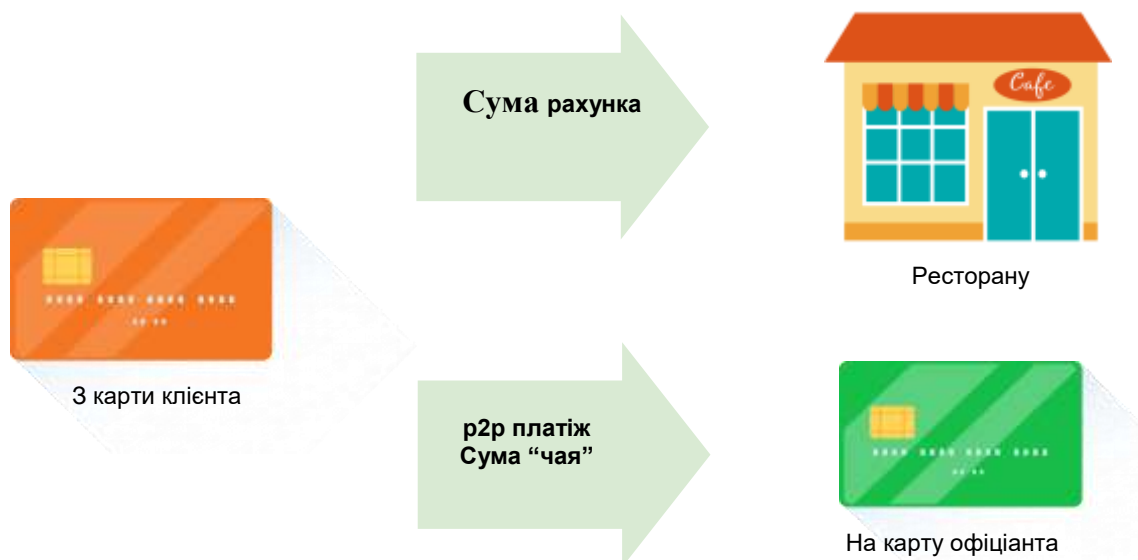 Сума рахунка
Cafe
Ресторану
З карти клієнта
p2p платіж
Сума “чая”
На карту офіціанта